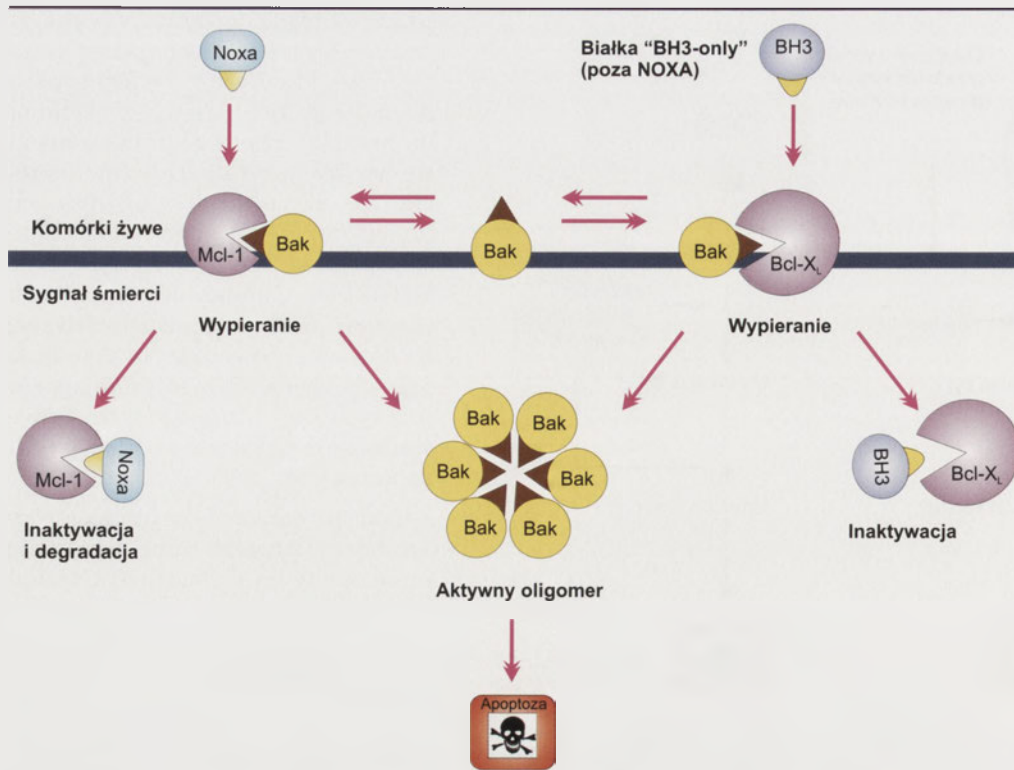 Noxa
Białka “BH3-only”
(poza NOXA)
BH3
Komórki żywe
Mcl-1
Bak
Bak
Bak
Bcl-XL
Sygnał śmierci
Wypieranie
Wypieranie
Mcl-1
Noxa
Inaktywacja
i degradacja
Bak
Bak
Bak
Bak
Bak
Bak
Aktywny oligomer
BH3
Bcl-XL
Inaktywacja
Apoptoza